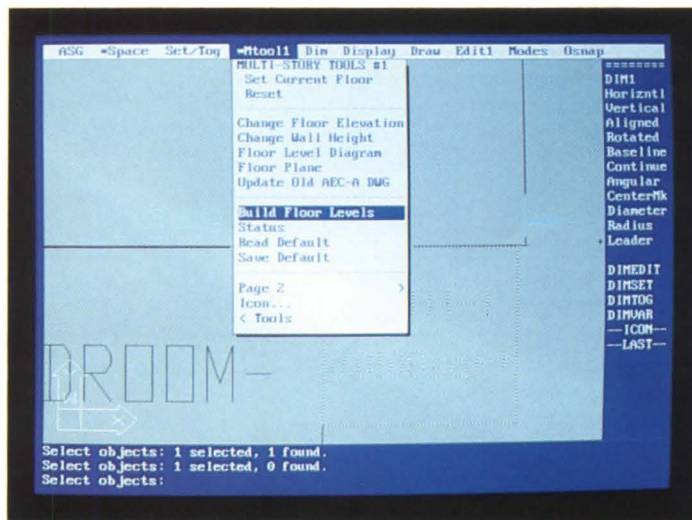 ASG *Space Set/Tog *Mtool1 Dim Display Draw Edit1 Modes Osnap
MULTI-STORY TOOLS #1
Set Current Floor
Reset
Change Floor Elevation
Change Wall Height
Floor Level Diagram
Floor Plane
Update Old AEC-A DWG
Build Floor Levels
Status
Read Default
Save Default
Page 2 >
Icon...
< Tools
========
DIM1
Horizntl
Vertical
Aligned
Rotated
Baseline
Continue
Angular
CenterMk
Diameter
Radius
Leader
DIMEDIT
DIMSET
DIMTOG
DIMVAR
--ICON--
--LAST--
DROOM-
X
Select objects: 1 selected, 1 found.
Select objects: 1 selected, 0 found.
Select objects: